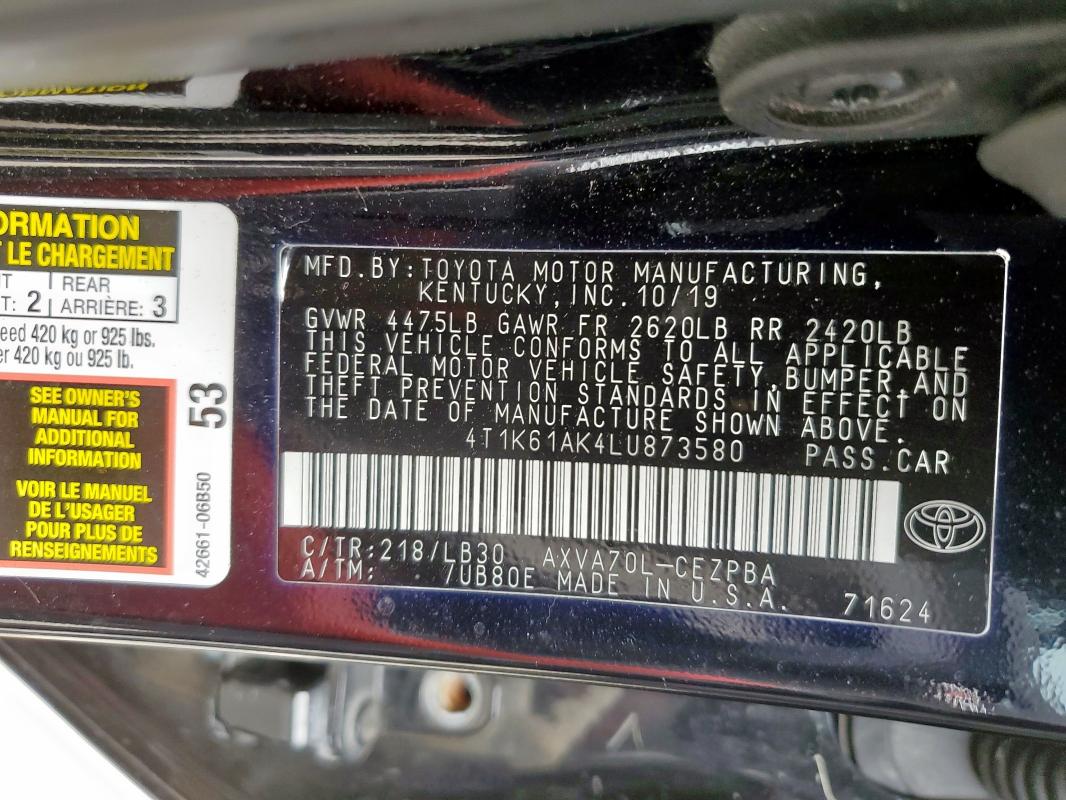 ORMATION
LE CHARGEMENT
REAR
: 2 ARRIÈRE: 3
eed 420 kg or 925 lbs.
er 420 kg ou 925 lb.
SEE OWNER'S
MANUAL FOR
ADDITIONAL
INFORMATION
VOIR LE MANUEL
DE L'USAGER
POUR PLUS DE
RENSEIGNEMENTS
53
42661-06B50
MFD.BY:TOYOTA MOTOR MANUFACTURING,
KENTUCKY,INC.10/19
GVWR 4475LB GAWR FR 2620LB RR 2420LB
THIS VEHICLE CONFORMS TO ALL APPLICABLE
FEDERAL MOTOR VEHICLE SAFETY,BUMPER,AND
THEFT PREVENTION STANDARDS IN EFFECT ON
THE DATE OF MANUFACTURE SHOWN ABOVE.
4T1K61AK4LU873580 PASS.CAR
C/TR:218/LB30 AXVA70L-CEZPBA
A/TM: 7UB80E MADE IN U.S.A. 71624